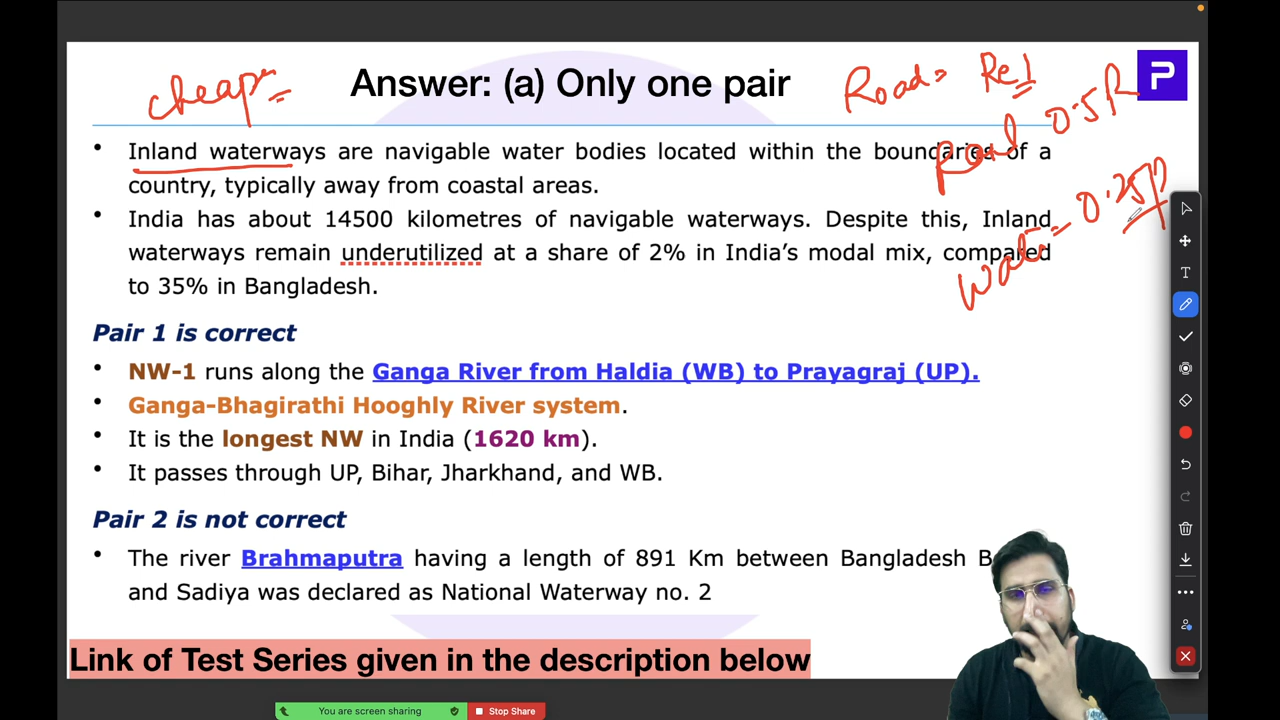 cheaper
Answer: (a) Only one pair
Road = Re 1
P
Road 0.5 R
Water = 0.25 P
• Inland waterways are navigable water bodies located within the boundaries of a
country, typically away from coastal areas.
• India has about 14500 kilometres of navigable waterways. Despite this, Inland
waterways remain underutilized at a share of 2% in India’s modal mix, compared
to 35% in Bangladesh.
Pair 1 is correct
• NW-1 runs along the Ganga River from Haldia (WB) to Prayagraj (UP).
• Ganga-Bhagirathi Hooghly River system.
• It is the longest NW in India (1620 km).
• It passes through UP, Bihar, Jharkhand, and WB.
Pair 2 is not correct
• The river Brahmaputra having a length of 891 Km between Bangladesh B
and Sadiya was declared as National Waterway no. 2
Link of Test Series given in the description below
You are screen sharing
Stop Share